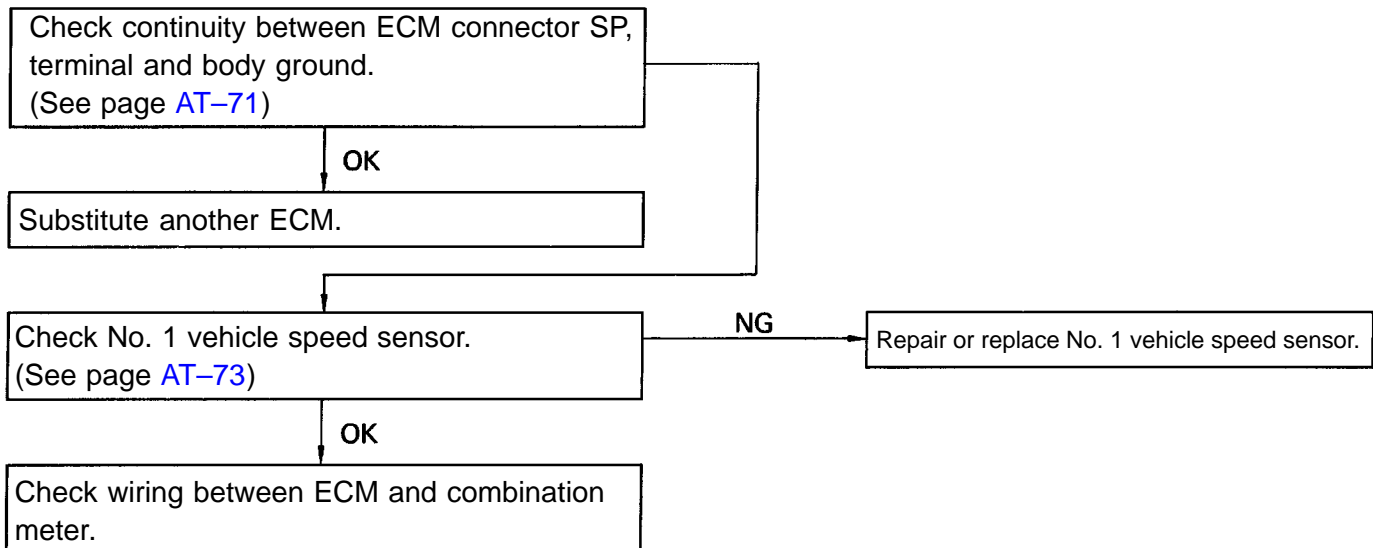 Check continuity between ECM connector SP,
terminal and body ground.
(See page AT–71)
OK
Substitute another ECM.
Check No. 1 vehicle speed sensor.
(See page AT–73)
NG
Repair or replace No. 1 vehicle speed sensor.
OK
Check wiring between ECM and combination
meter.